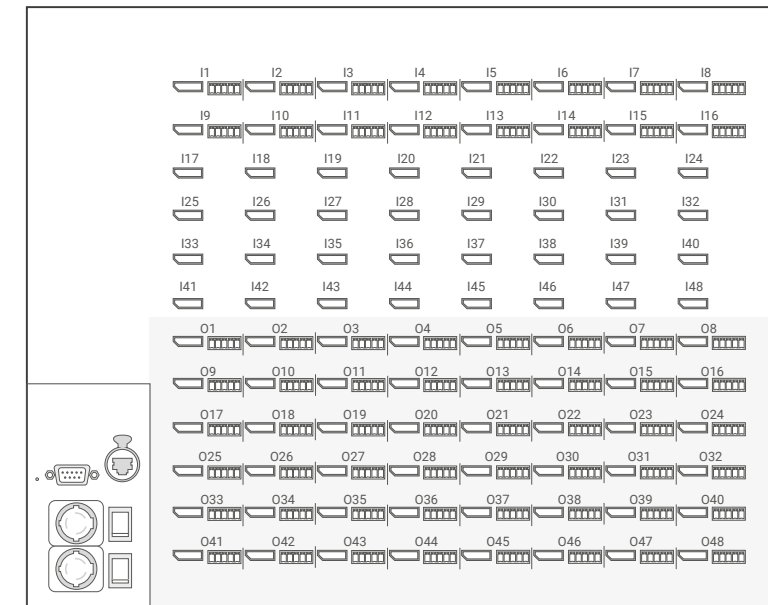 I1 I2 I3 I4 I5 I6 I7 I8
I9 I10 I11 I12 I13 I14 I15 I16
I17 I18 I19 I20 I21 I22 I23 I24
I25 I26 I27 I28 I29 I30 I31 I32
I33 I34 I35 I36 I37 I38 I39 I40
I41 I42 I43 I44 I45 I46 I47 I48
O1 O2 O3 O4 O5 O6 O7 O8
O9 O10 O11 O12 O13 O14 O15 O16
O17 O18 O19 O20 O21 O22 O23 O24
O25 O26 O27 O28 O29 O30 O31 O32
O33 O34 O35 O36 O37 O38 O39 O40
O41 O42 O43 O44 O45 O46 O47 O48